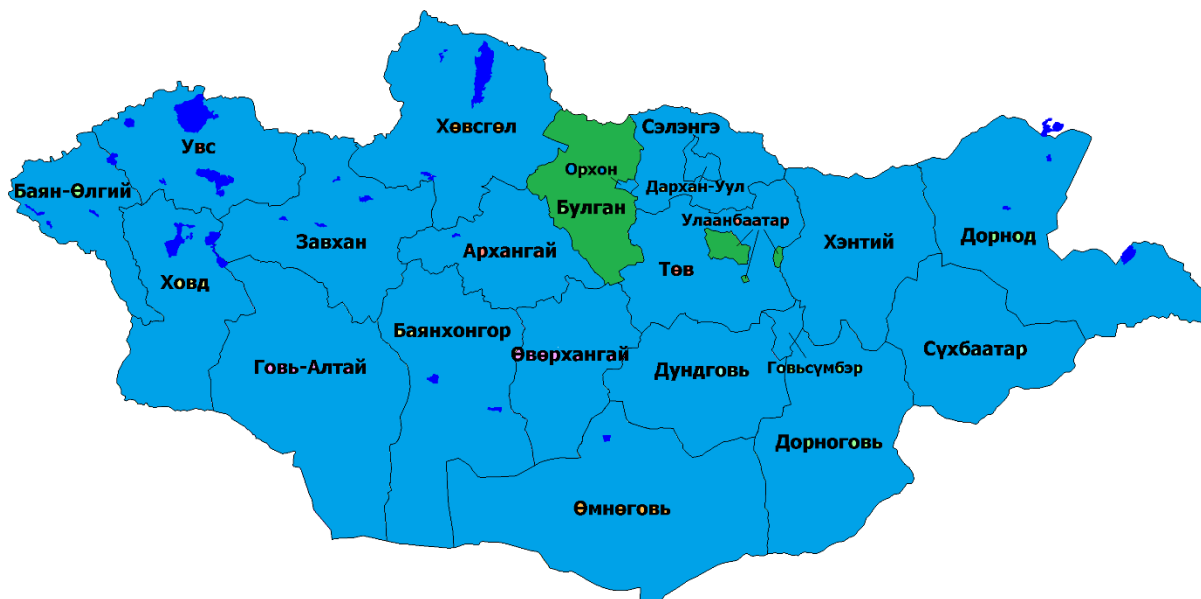 Хөвсгөл
Сэлэнгэ
Увс
Орхон
Баян-Өлгий
Дархан-Уул
Булган
Улаанбаатар
Завхан
Архангай
Хэнтий
Дорнод
Төв
Ховд
Баянхонгор
Өвөрхангай
Сүхбаатар
Говь-Алтай
Дундговь
Говьсүмбэр
Дорноговь
Өмнөговь